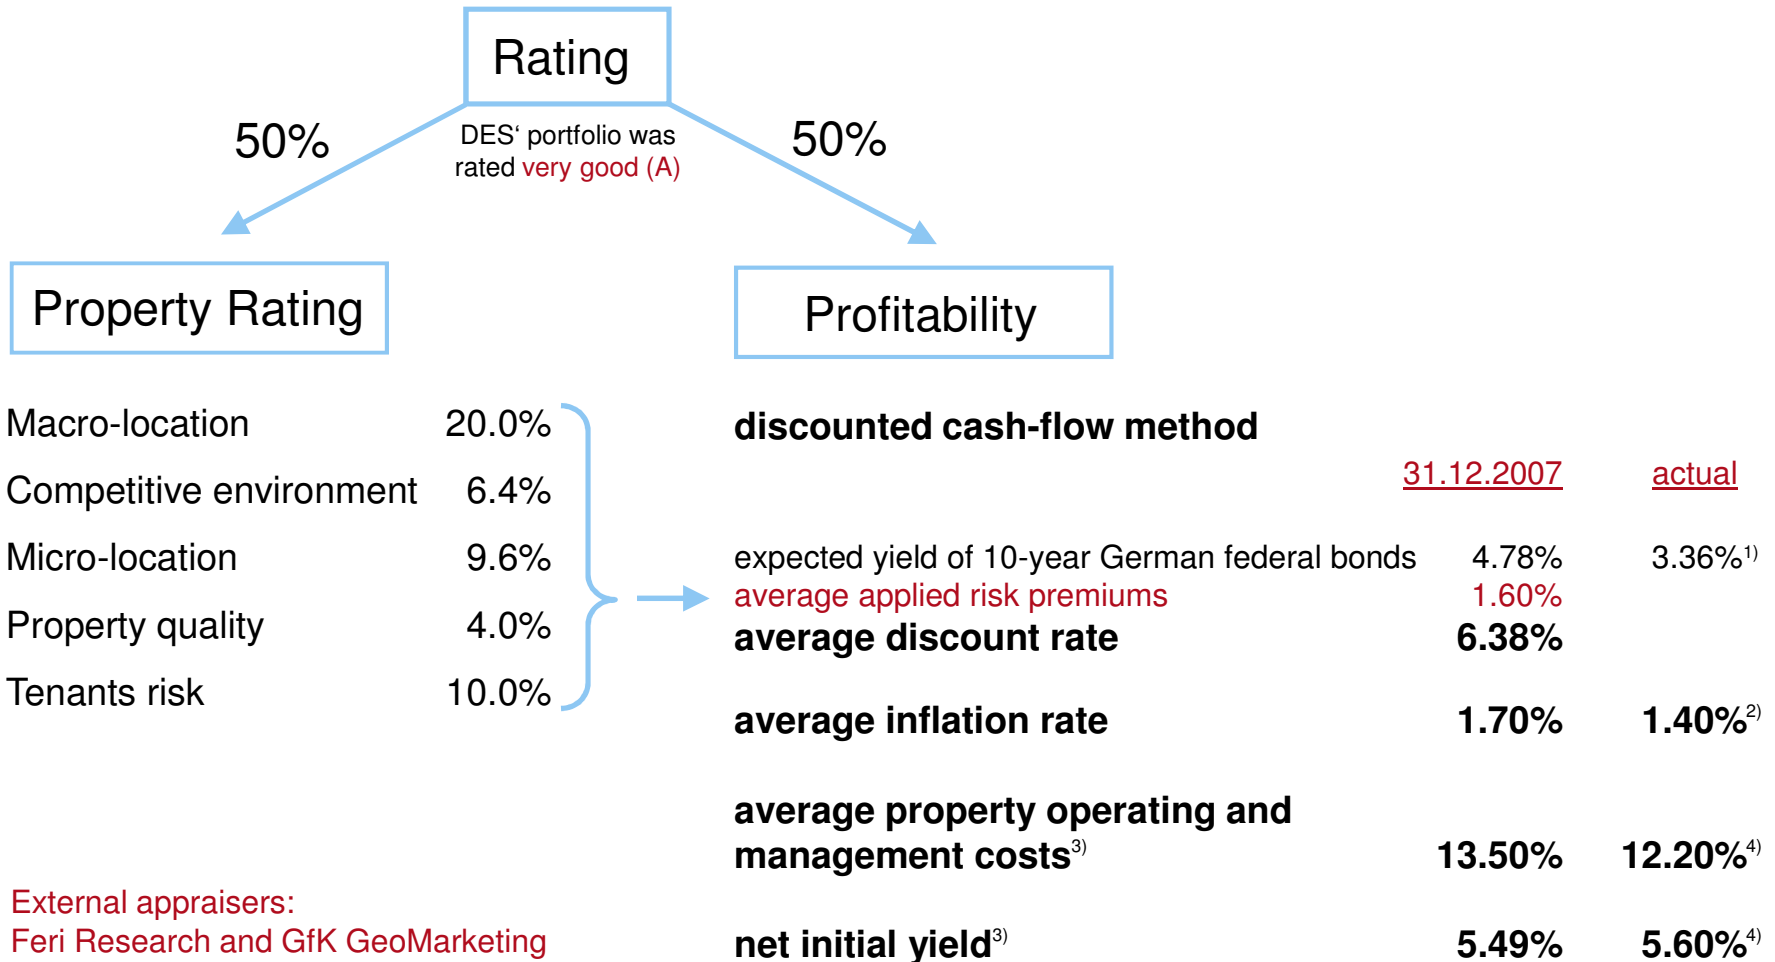 Rating
50%
DES‘ portfolio was
rated very good (A)
50%
Property Rating
Macro-location 20.0%
Competitive environment 6.4%
Micro-location 9.6%
Property quality 4.0%
Tenants risk 10.0%
External appraisers:
Feri Research and GfK GeoMarketing
Profitability
discounted cash-flow method
31.12.2007 actual
expected yield of 10-year German federal bonds 4.78% 3.36%1)
average applied risk premiums 1.60%
average discount rate 6.38%
average inflation rate 1.70% 1.40%2)
average property operating and
management costs3) 13.50% 12.20%4)
net initial yield3) 5.49% 5.60%4)